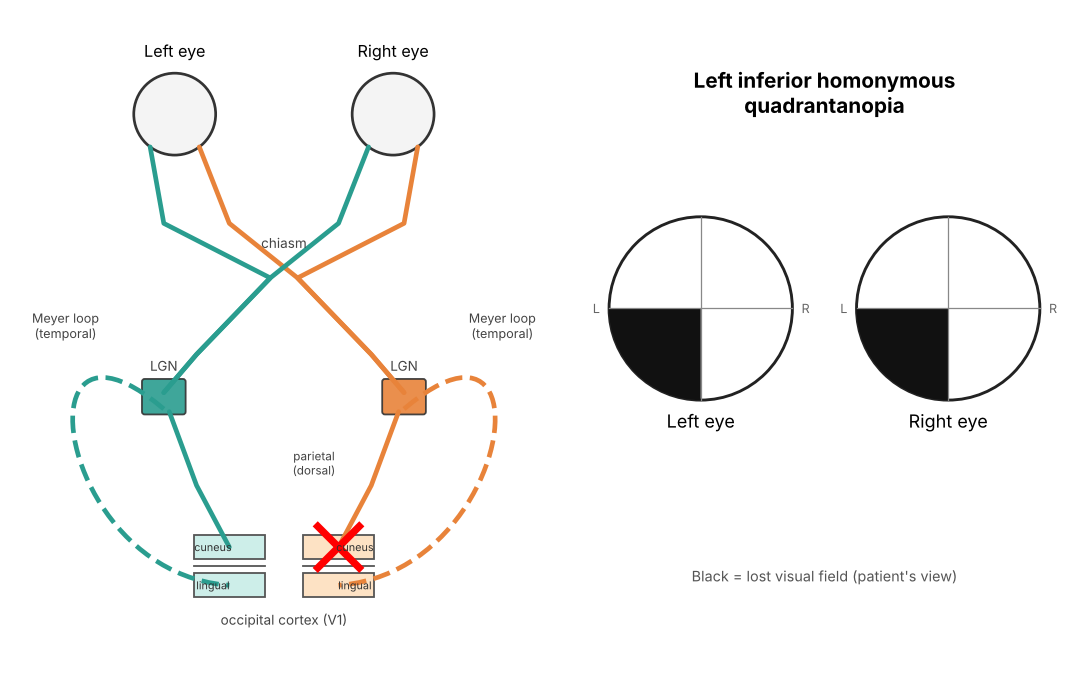 Left eye
Right eye
chiasm
Meyer loop
(temporal)
Meyer loop
(temporal)
LGN
LGN
parietal
(dorsal)
cuneus
cuneus
lingual
lingual
occipital cortex (V1)
Left inferior homonymous
quadrantanopia
L
R
L
R
Left eye
Right eye
Black = lost visual field (patient's view)